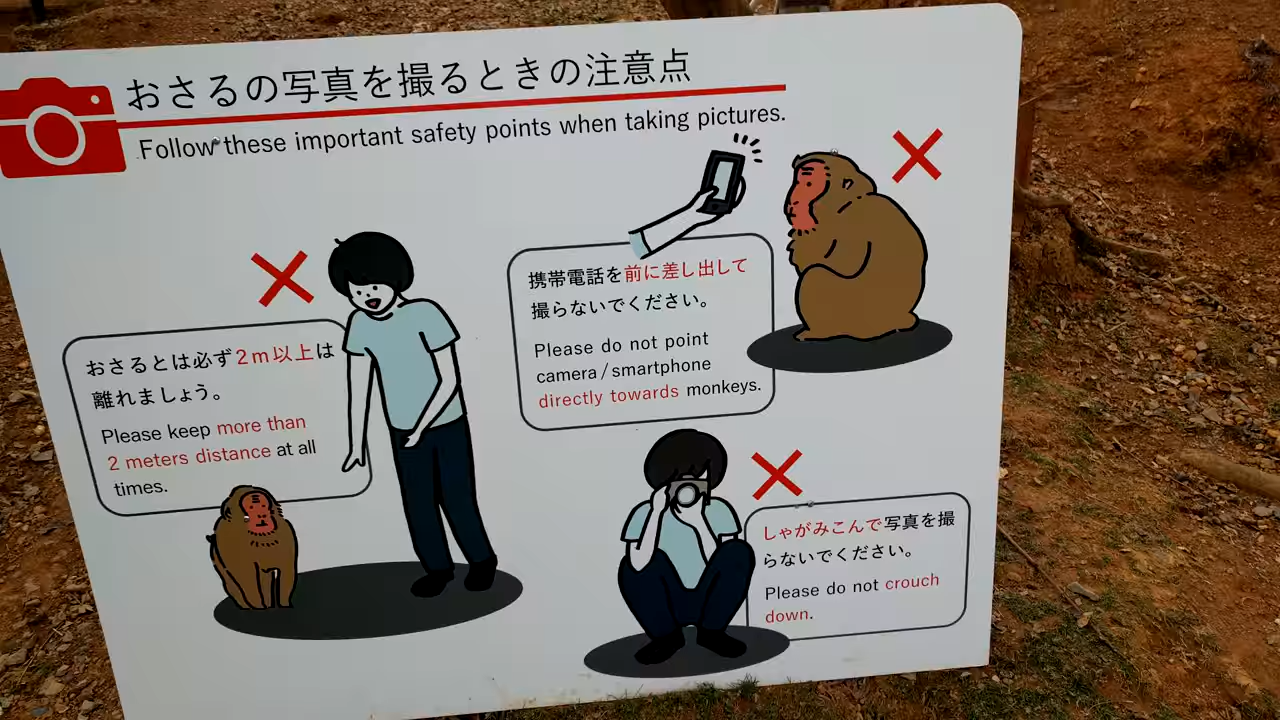 おさるの写真を撮るときの注意点
Follow these important safety points when taking pictures.
おさるとは必ず2m以上は
離れましょう。
Please keep more than
2 meters distance at all
times.
携帯電話を前に差し出して
撮らないでください。
Please do not point
camera/smartphone
directly towards monkeys.
しゃがみこんで写真を撮
らないでください。
Please do not crouch
down.